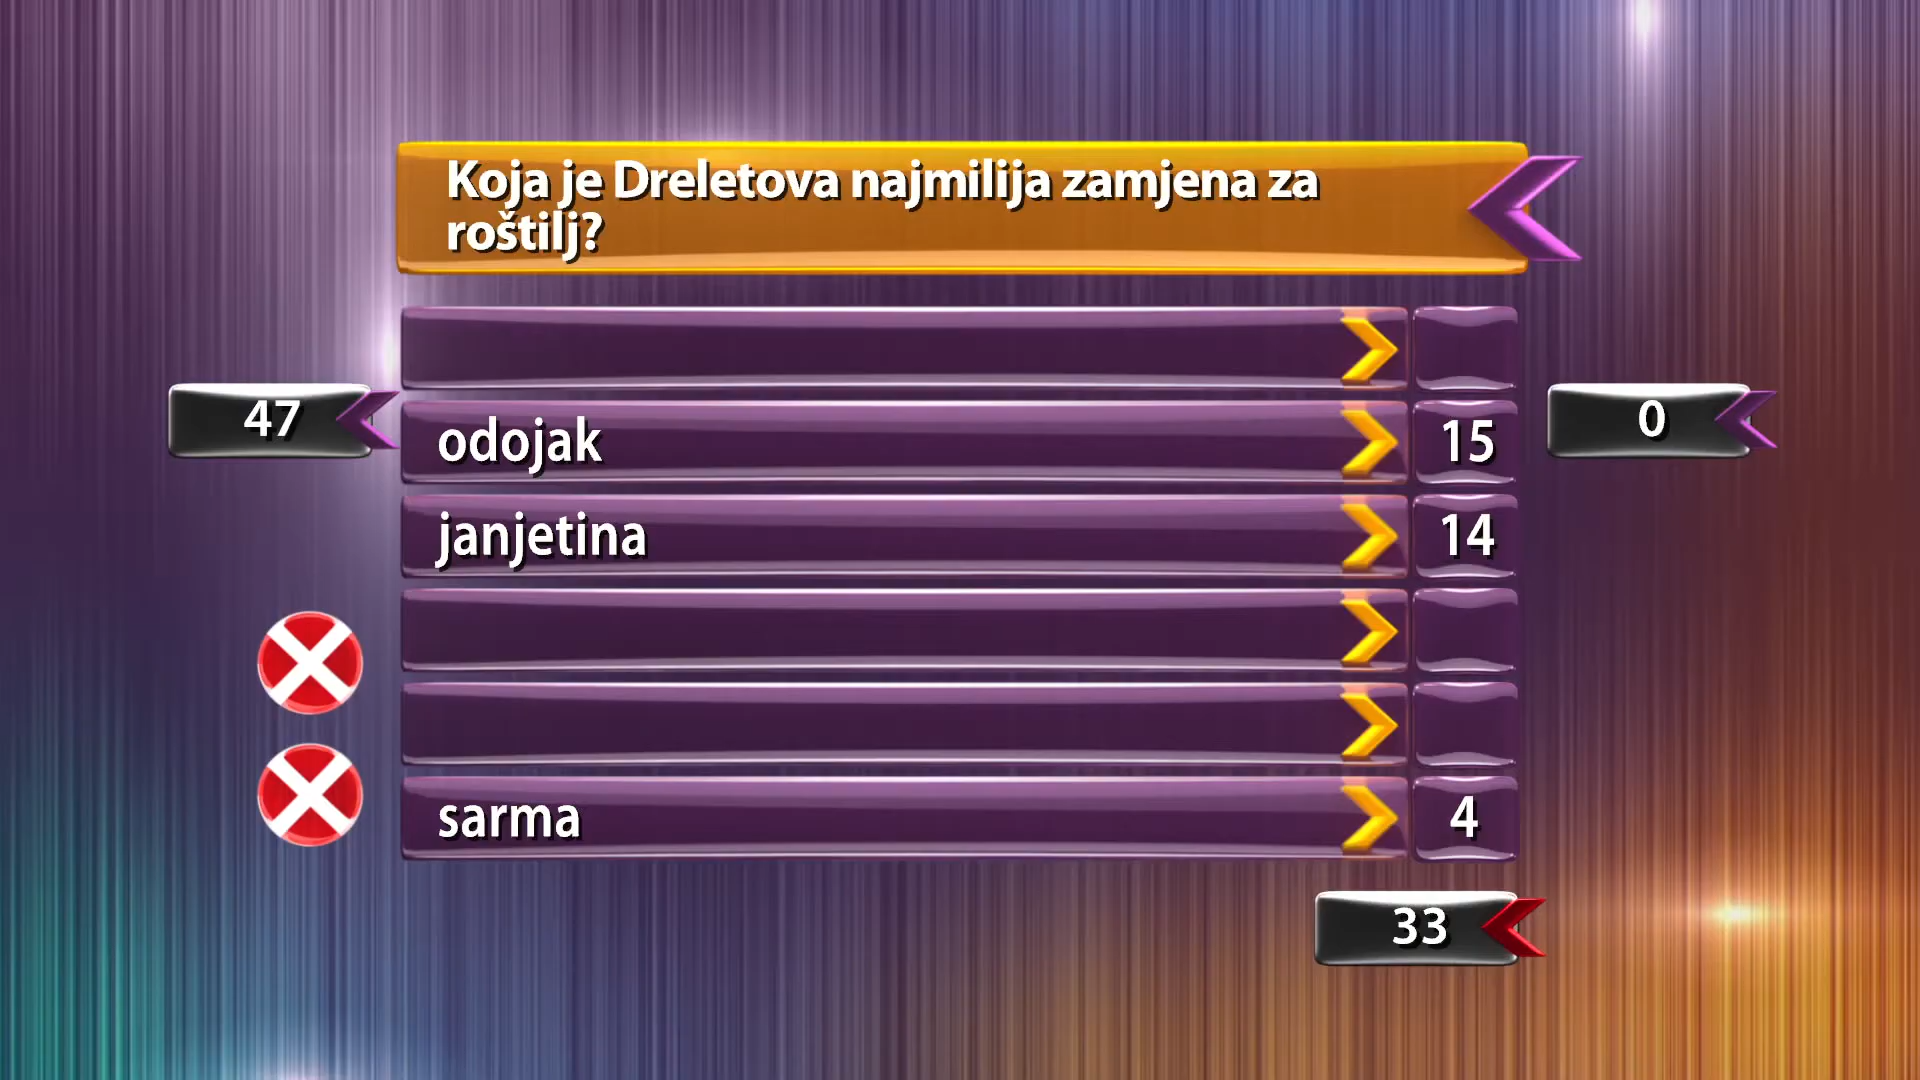 Koja je Dreletova najmilija zamjena za
roštilj?
47
odojak 15
0
janjetina 14
sarma 4
33